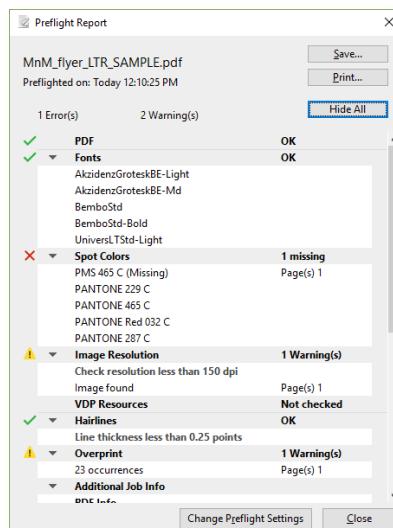 Preflight Report
MnM_flyer_LTR_SAMPLE.pdf
Save...
Preflighted on: Today 12:10:25 PM
Print...
1 Error(s) 2 Warning(s)
Hide All
PDF OK
Fonts OK
AkzidenzGroteskBE-Light
AkzidenzGroteskBE-Md
BemboStd
BemboStd-Bold
UniversLTStd-Light
Spot Colors 1 missing
PMS 465 C (Missing) Page(s) 1
PANTONE 229 C
PANTONE 465 C
PANTONE Red 032 C
PANTONE 287 C
Image Resolution 1 Warning(s)
Check resolution less than 150 dpi
Image found Page(s) 1
VDP Resources Not checked
Hairlines OK
Line thickness less than 0.25 points
Overprint 1 Warning(s)
23 occurrences Page(s) 1
Additional Job Info
PDF Info
Change Preflight Settings Close